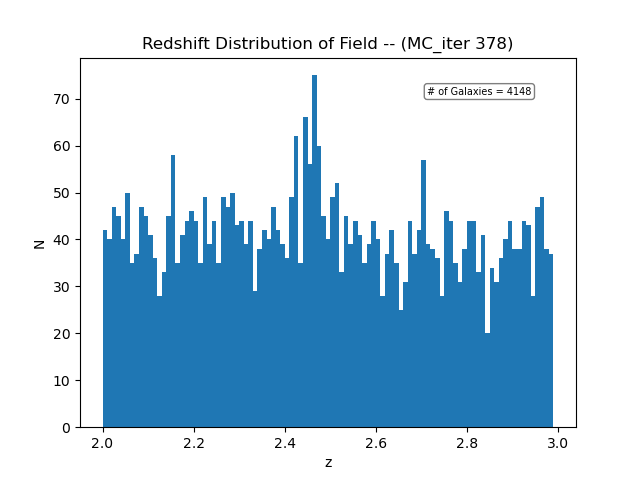 Redshift Distribution of Field -- (MC_iter 378)
# of Galaxies = 4148
70
60
50
40
30
20
10
0
N
2.0 2.2 2.4 2.6 2.8 3.0
z